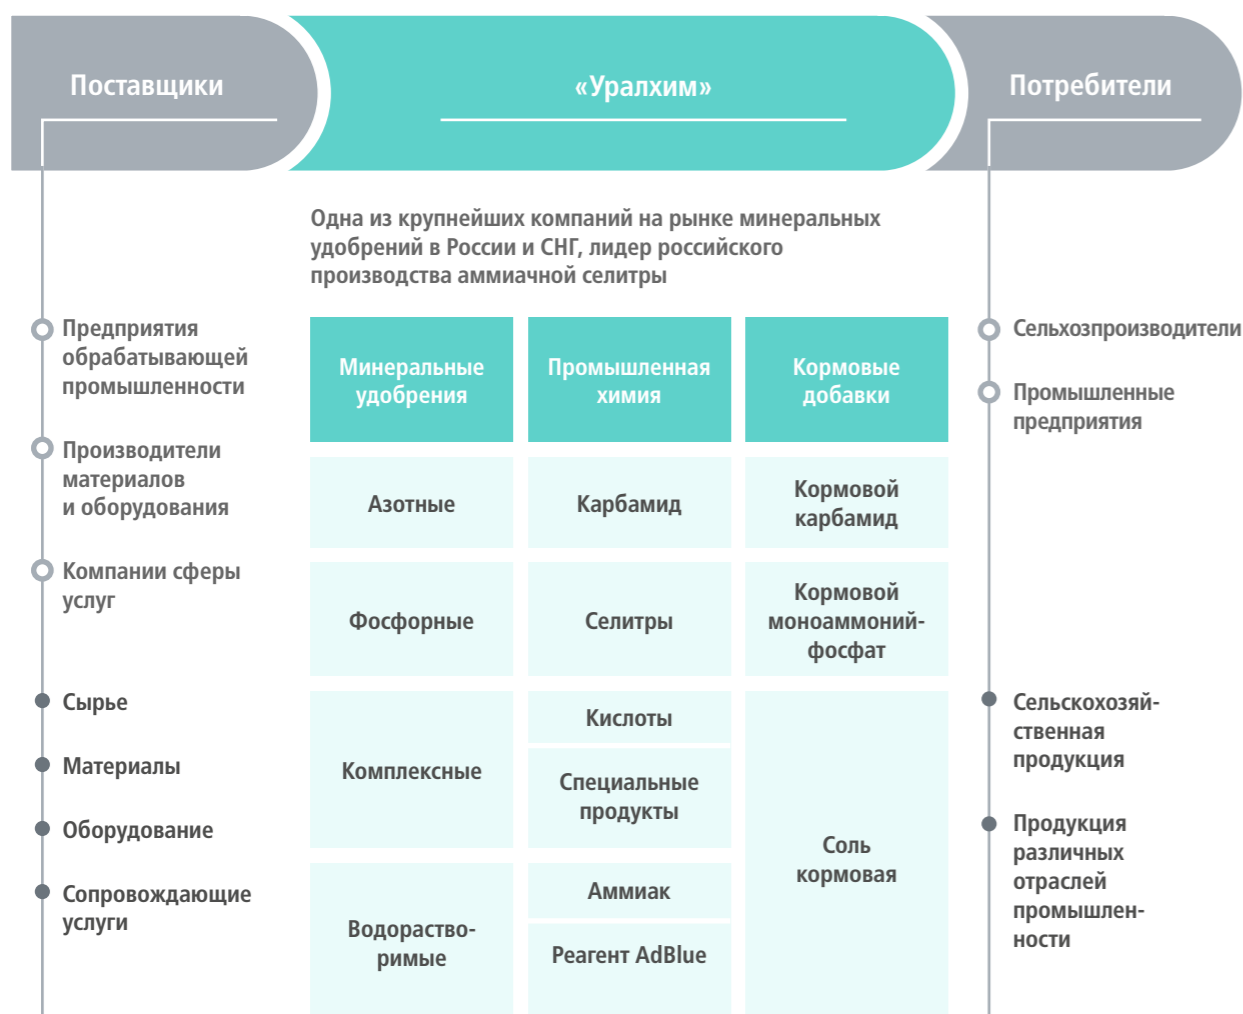 Поставщики
«Уралхим»
Потребители
Одна из крупнейших компаний на рынке минеральных
удобрений в России и СНГ, лидер российского
производства аммиачной селитры
Предприятия
обрабатывающей
промышленности
Производители
материалов
и оборудования
Компании сферы
услуг
Сырье
Материалы
Оборудование
Сопровождающие
услуги
Минеральные
удобрения
Азотные
Фосфорные
Комплексные
Водораство-
римые
Промышленная
химия
Карбамид
Селитры
Кислоты
Специальные
продукты
Аммиак
Реагент AdBlue
Кормовые
добавки
Кормовой
карбамид
Кормовой
моноаммоний-
фосфат
Соль
кормовая
Сельхозпроизводители
Промышленные
предприятия
Сельскохозяй-
ственная
продукция
Продукция
различных
отраслей
промышлен-
ности